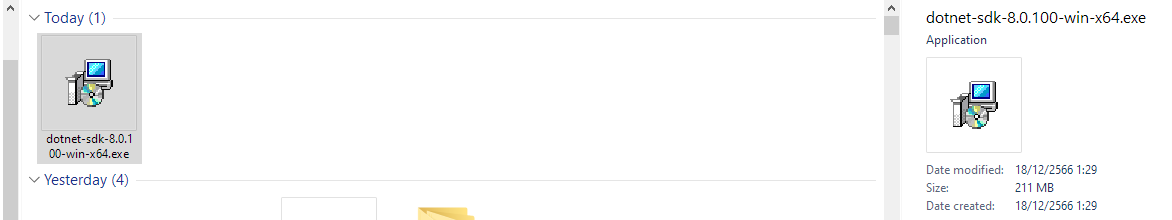 Today (1)
dotnet-sdk-8.0.1
00-win-x64.exe
Yesterday (4)
dotnet-sdk-8.0.100-win-x64.exe
Application
Date modified: 18/12/2566 1:29
Size: 211 MB
Date created: 18/12/2566 1:29